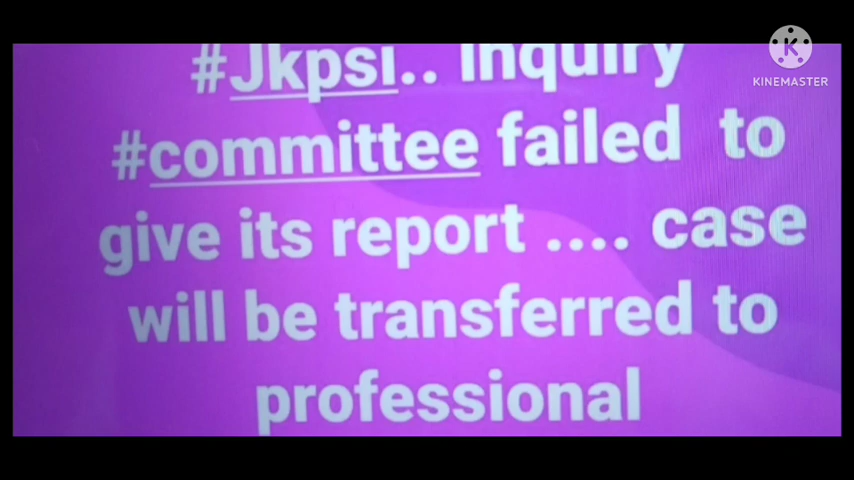 #Jkpsi.. inquiry
#committee failed to
give its report .... case
will be transferred to
professional
KINEMASTER